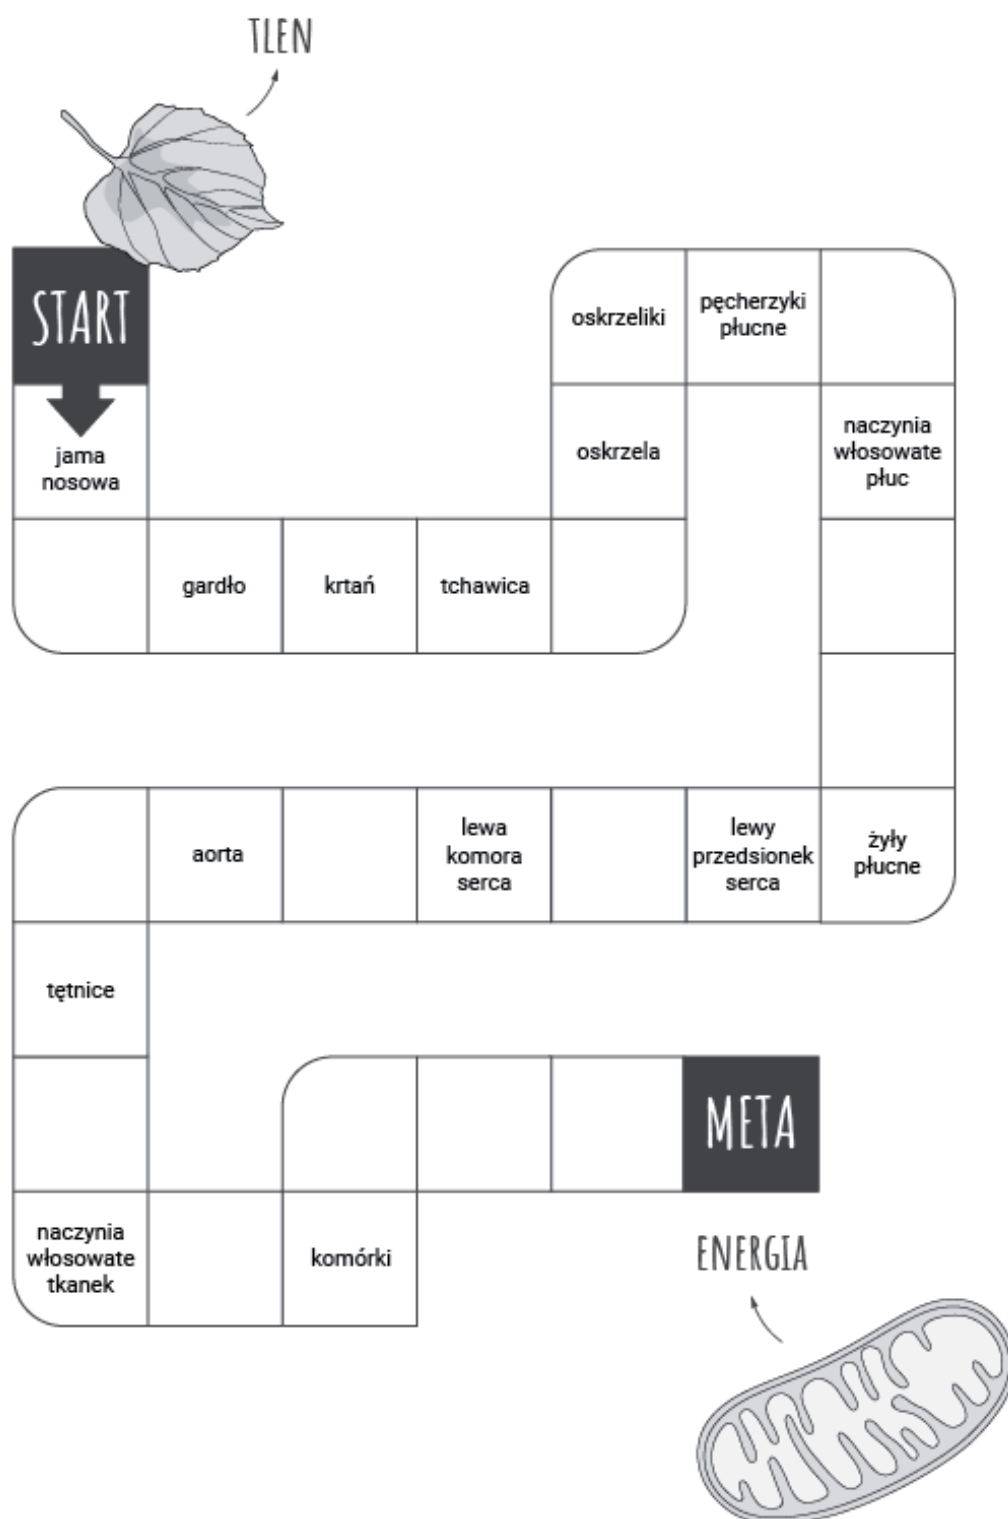 TLEN
START
jama
nosowa
gardło
krtań
tchawica
oskrzela
oskrzeliki
pęcherzyki
płucne
naczynia
włosowate
płuc
żyły
płucne
lewy
przedsionek
serca
lewa
komora
serca
aorta
tętnice
naczynia
włosowate
tkanek
komórki
META
ENERGIA